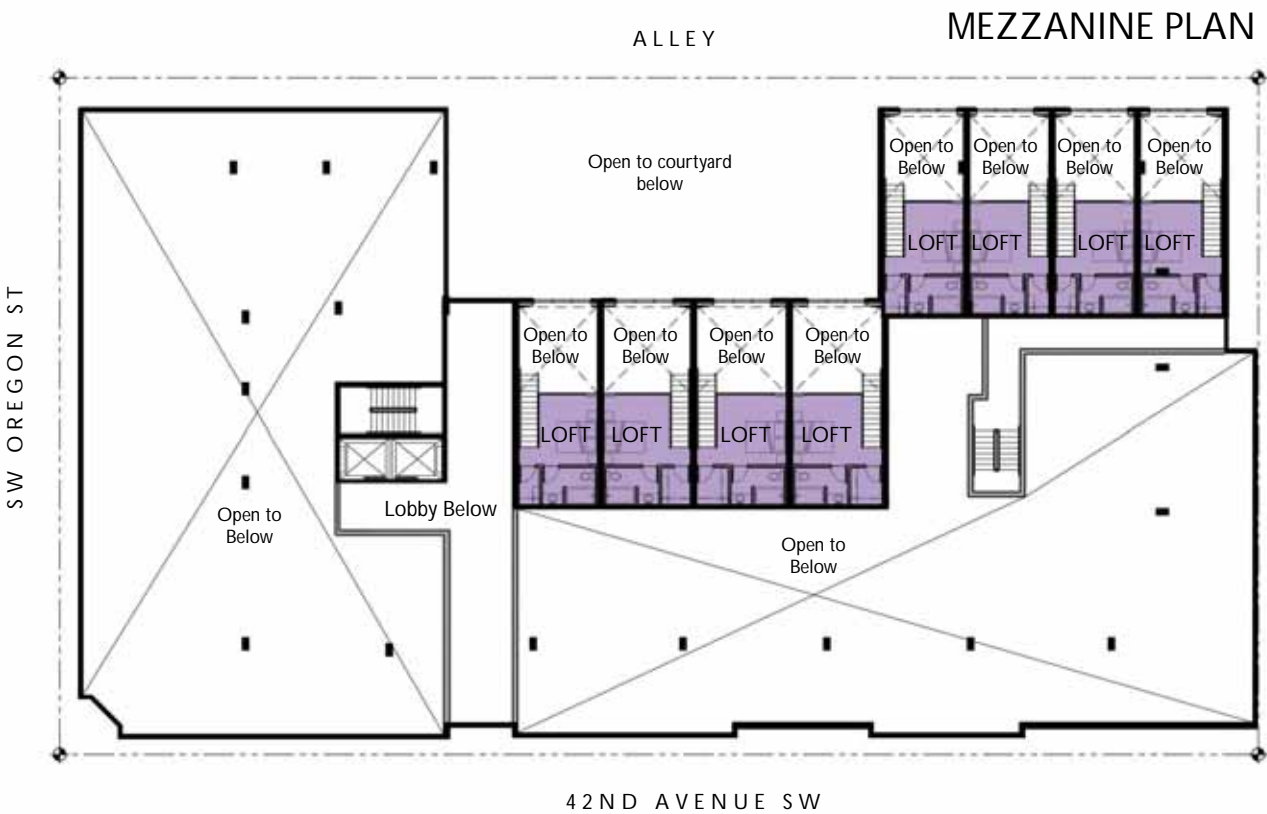 MEZZANINE PLAN
ALLEY
Open to courtyard
below
Open to
Below
Open to
Below
Open to
Below
Open to
Below
LOFT
LOFT
LOFT
LOFT
SW OREGON ST
Open to
Below
Open to
Below
Open to
Below
Open to
Below
LOFT
LOFT
LOFT
LOFT
Lobby Below
Open to
Below
Open to
Below
42ND AVENUE SW